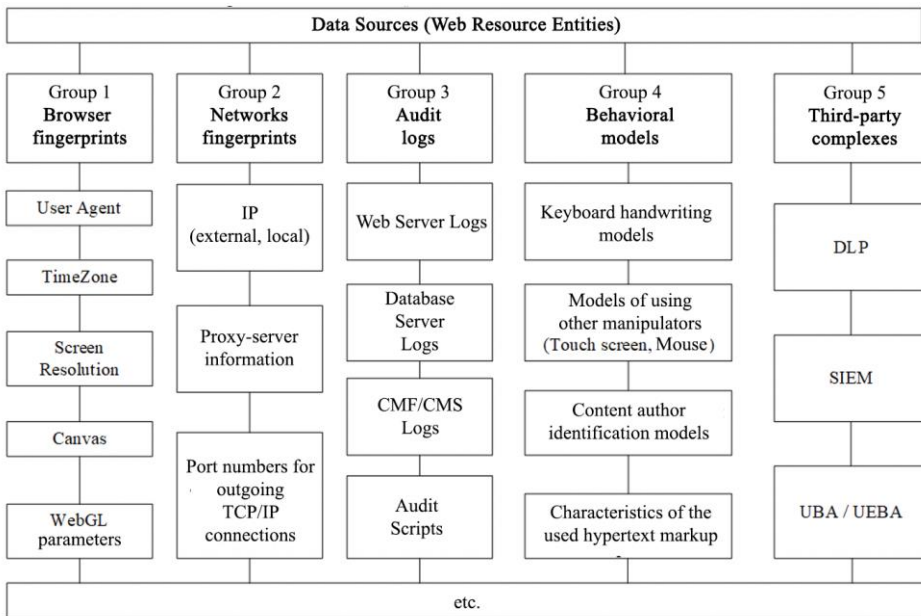 Data Sources (Web Resource Entities)
Group 1
Browser
fingerprints
User Agent
TimeZone
Screen
Resolution
Canvas
WebGL
parameters
Group 2
Networks
fingerprints
IP
(external, local)
Proxy-server
information
Port numbers for
outgoing
TCP/IP
connections
Group 3
Audit
logs
Web Server Logs
Database
Server
Logs
CMF/CMS
Logs
Audit
Scripts
Group 4
Behavioral
models
Keyboard handwriting
models
Models of using
other manipulators
(Touch screen, Mouse)
Content author
identification models
Characteristics of the
used hypertext markup
Group 5
Third-party
complexes
DLP
SIEM
UBA / UEBA
etc.